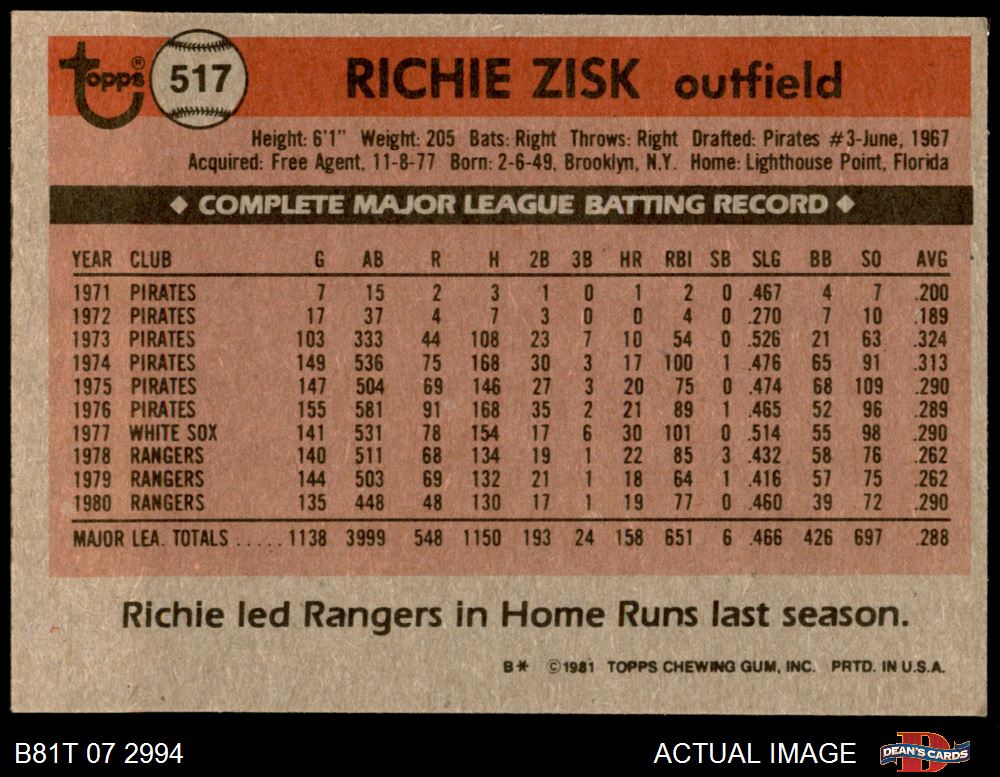 topps® 517 RICHIE ZISK outfield
Height: 6'1" Weight: 205 Bats: Right Throws: Right Drafted: Pirates #3-June, 1967
Acquired: Free Agent, 11-8-77 Born: 2-6-49, Brooklyn, N.Y. Home: Lighthouse Point, Florida
◆ COMPLETE MAJOR LEAGUE BATTING RECORD ◆
YEAR CLUB G AB R H 2B 3B HR RBI SB SLG BB SO AVG
1971 PIRATES 7 15 2 3 1 0 1 2 0 .467 4 7 .200
1972 PIRATES 17 37 4 7 3 0 0 4 0 .270 7 10 .189
1973 PIRATES 103 333 44 108 23 7 10 54 0 .526 21 63 .324
1974 PIRATES 149 536 75 168 30 3 17 100 1 .476 65 91 .313
1975 PIRATES 147 504 69 146 27 3 20 75 0 .474 68 109 .290
1976 PIRATES 155 581 91 168 35 2 21 89 1 .465 52 96 .289
1977 WHITE SOX 141 531 78 154 17 6 30 101 0 .514 55 98 .290
1978 RANGERS 140 511 68 134 19 1 22 85 3 .432 58 76 .262
1979 RANGERS 144 503 69 132 21 1 18 64 1 .416 57 75 .262
1980 RANGERS 135 448 48 130 17 1 19 77 0 .460 39 72 .290
MAJOR LEA. TOTALS ..... 1138 3999 548 1150 193 24 158 651 6 .466 426 697 .288
Richie led Rangers in Home Runs last season.
B* ©1981 TOPPS CHEWING GUM, INC. PRTD. IN U.S.A.
B81T 07 2994 ACTUAL IMAGE DEAN'S CARDS